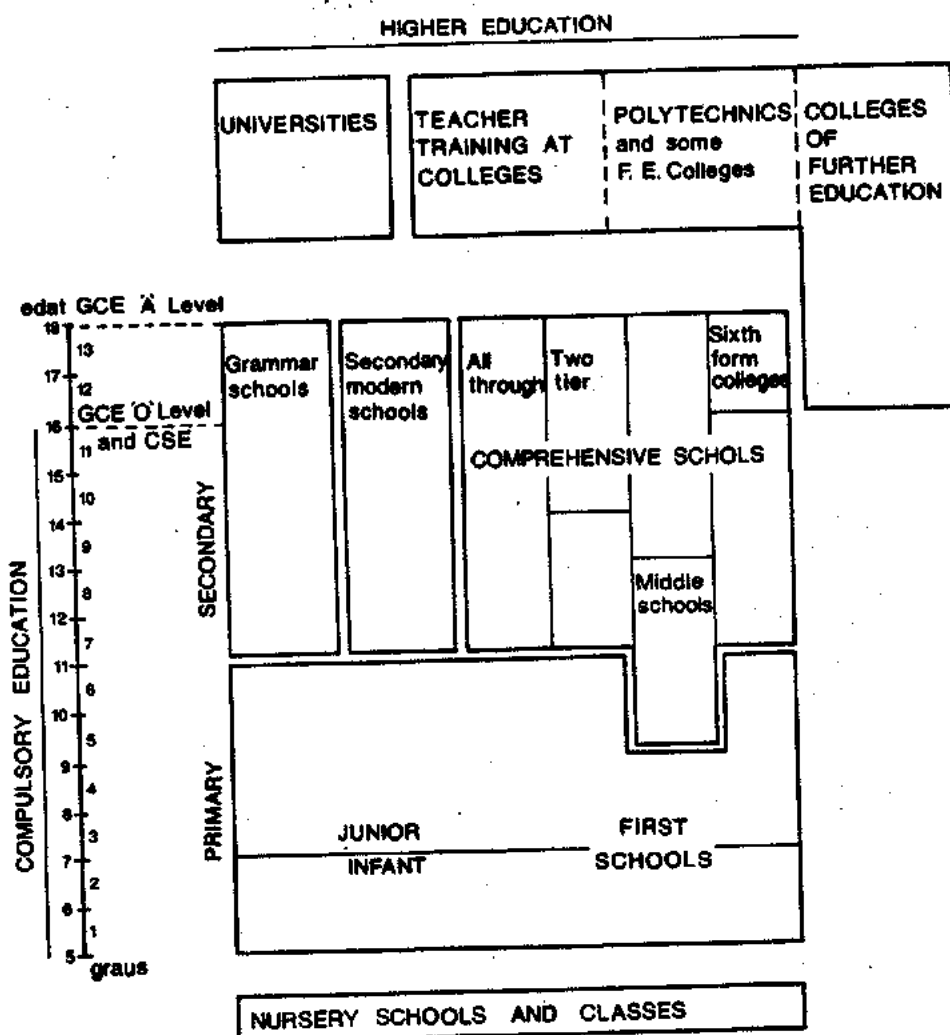 HIGHER EDUCATION
UNIVERSITIES
TEACHER
TRAINING AT
COLLEGES
POLYTECHNICS
and some
F. E. Colleges
COLLEGES
OF
FURTHER
EDUCATION
edat GCE 'A' Level
18
13
17
12
GCE 'O' Level
16
and CSE
11
15
10
14
9
13
8
12
7
11
6
10
5
9
4
8
3
7
2
6
1
5
graus
COMPULSORY EDUCATION
SECONDARY
PRIMARY
Grammar
schools
Secondary
modern
schools
All
through
Two
tier
Sixth
form
colleges
COMPREHENSIVE SCHOLS
Middle
schools
JUNIOR
INFANT
FIRST
SCHOOLS
NURSERY SCHOOLS AND CLASSES